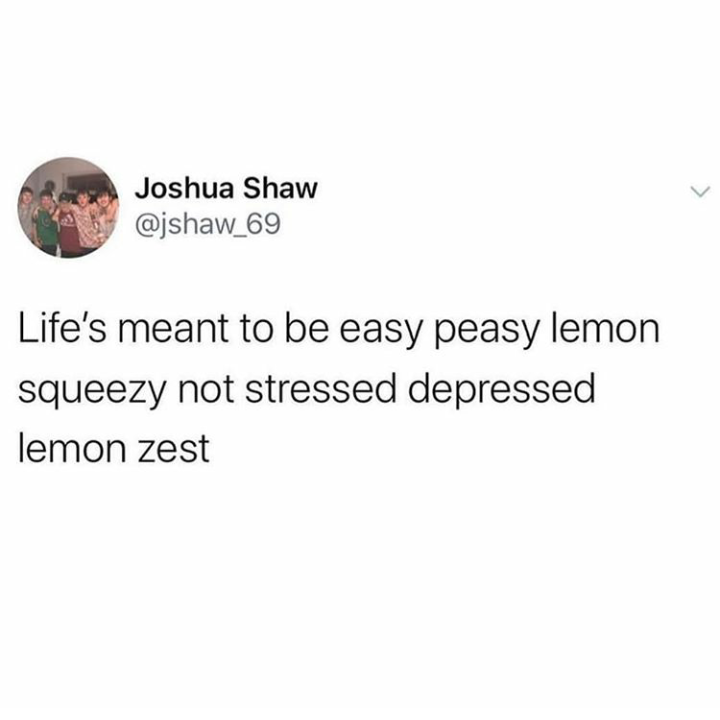 Joshua Shaw
@jshaw_69
Life's meant to be easy peasy lemon
squeezy not stressed depressed
lemon zest